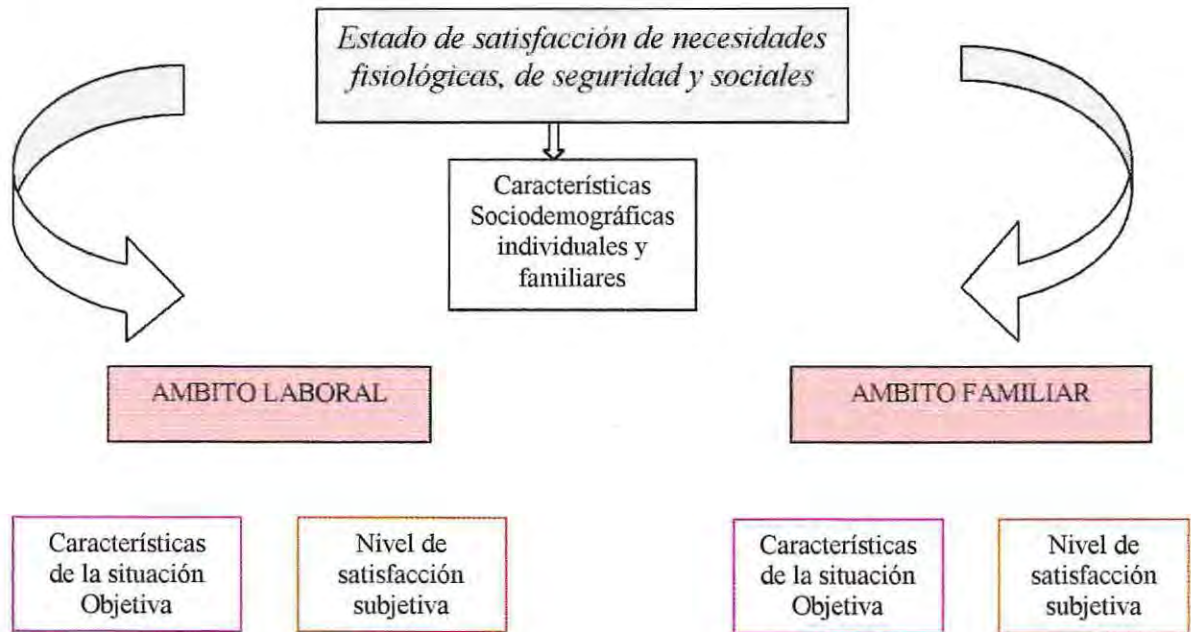 Estado de satisfacción de necesidades
fisiológicas, de seguridad y sociales
Características
Sociodemográficas
individuales y
familiares
AMBITO LABORAL
AMBITO FAMILIAR
Características
de la situación
Objetiva
Nivel de
satisfacción
subjetiva
Características
de la situación
Objetiva
Nivel de
satisfacción
subjetiva